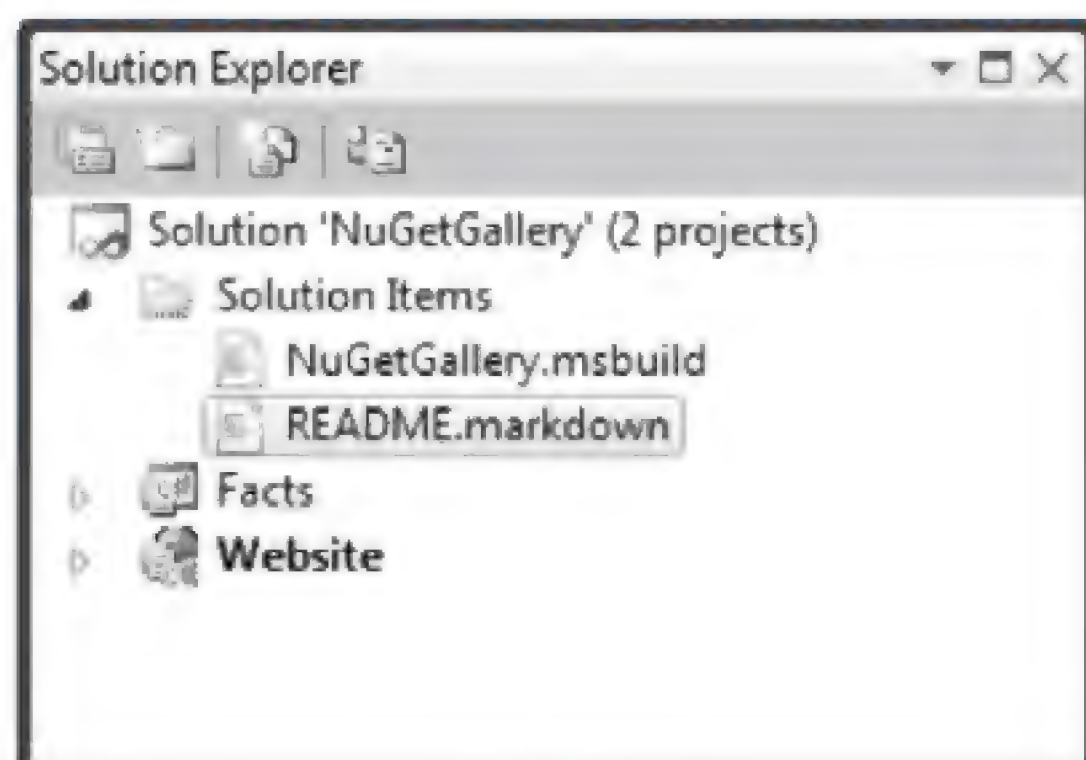 Solution Explorer
Solution 'NuGetGallery' (2 projects)
Solution Items
NuGetGallery.msbuild
README.markdown
Facts
Website